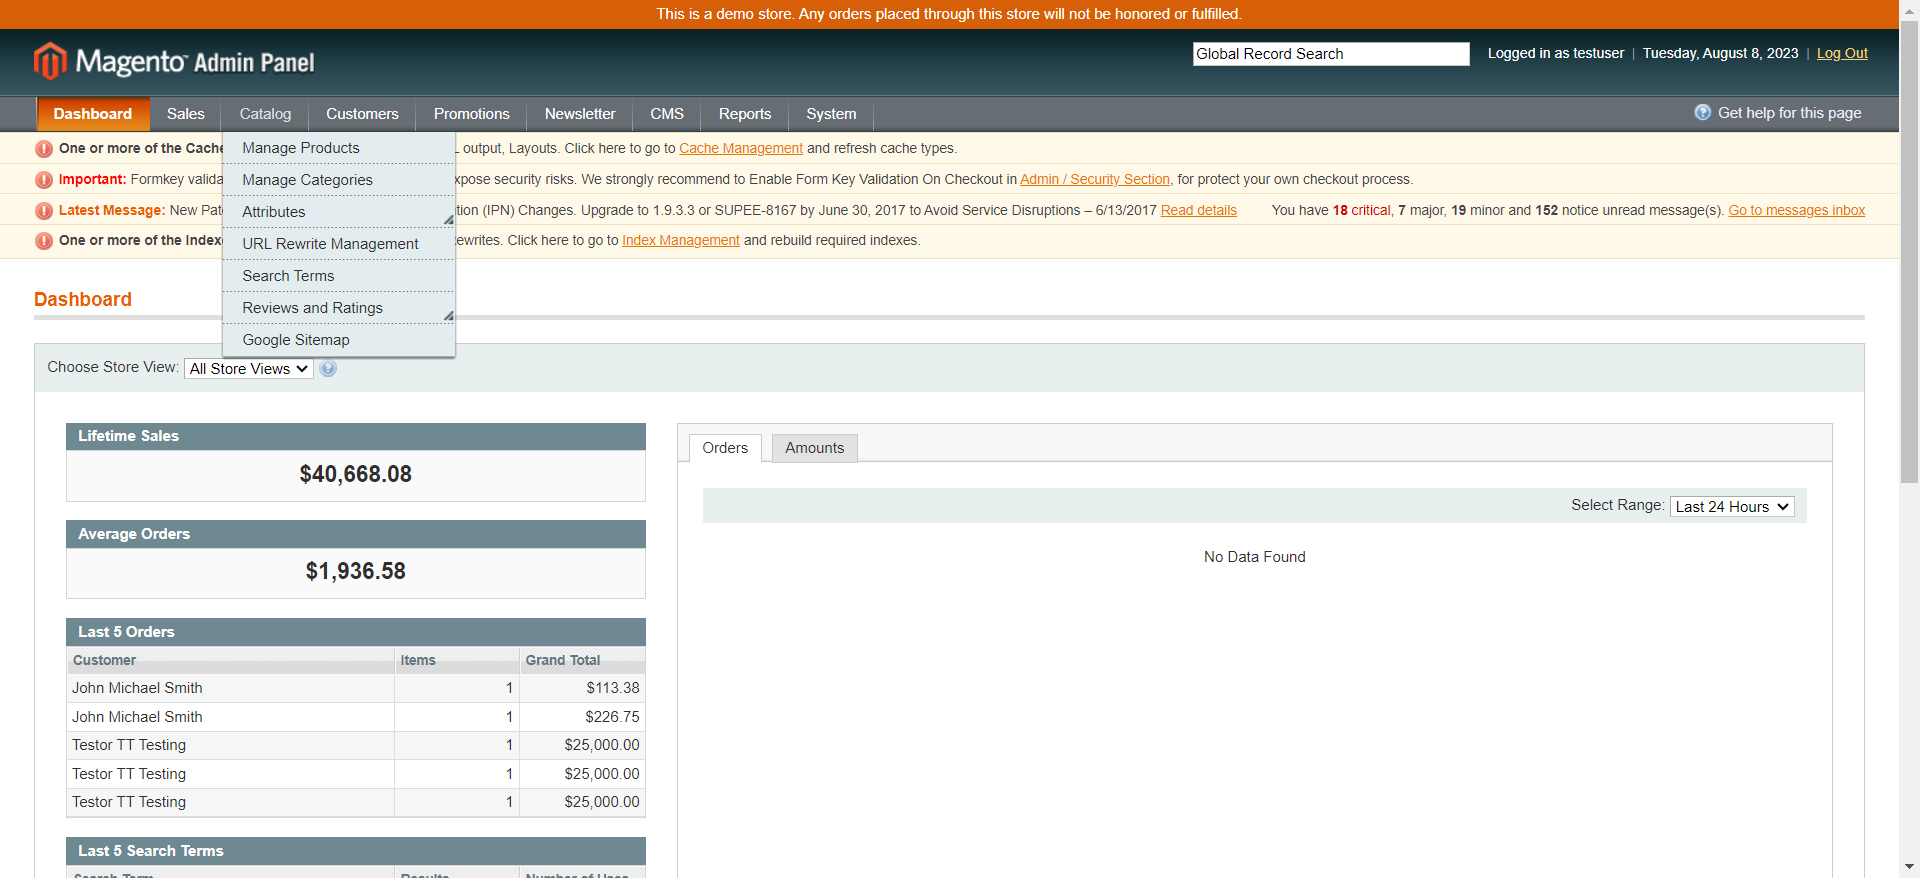 This is a demo store. Any orders placed through this store will not be honored or fulfilled.
Magento Admin Panel
Global Record Search
Logged in as testuser | Tuesday, August 8, 2023 | Log Out
Dashboard Sales Catalog Customers Promotions Newsletter CMS Reports System Get help for this page
One or more of the Cache output, Layouts. Click here to go to Cache Management and refresh cache types.
Important: Formkey security risks. We strongly recommend to Enable Form Key Validation On Checkout in Admin / Security Section, for protect your own checkout process.
Latest Message: New (IPN) Changes. Upgrade to 1.9.3.3 or SUPEE-8167 by June 30, 2017 to Avoid Service Disruptions – 6/13/2017 Read details You have 18 critical, 7 major, 19 minor and 152 notice unread message(s). Go to messages inbox
One or more of the Click here to go to Index Management and rebuild required indexes.
Manage Products
Manage Categories
Attributes
URL Rewrite Management
Search Terms
Reviews and Ratings
Google Sitemap
Dashboard
Choose Store View: All Store Views
Lifetime Sales
$40,668.08
Average Orders
$1,936.58
Last 5 Orders
Customer Items Grand Total
John Michael Smith 1 $113.38
John Michael Smith 1 $226.75
Testor TT Testing 1 $25,000.00
Testor TT Testing 1 $25,000.00
Testor TT Testing 1 $25,000.00
Last 5 Search Terms
Orders Amounts
Select Range: Last 24 Hours
No Data Found